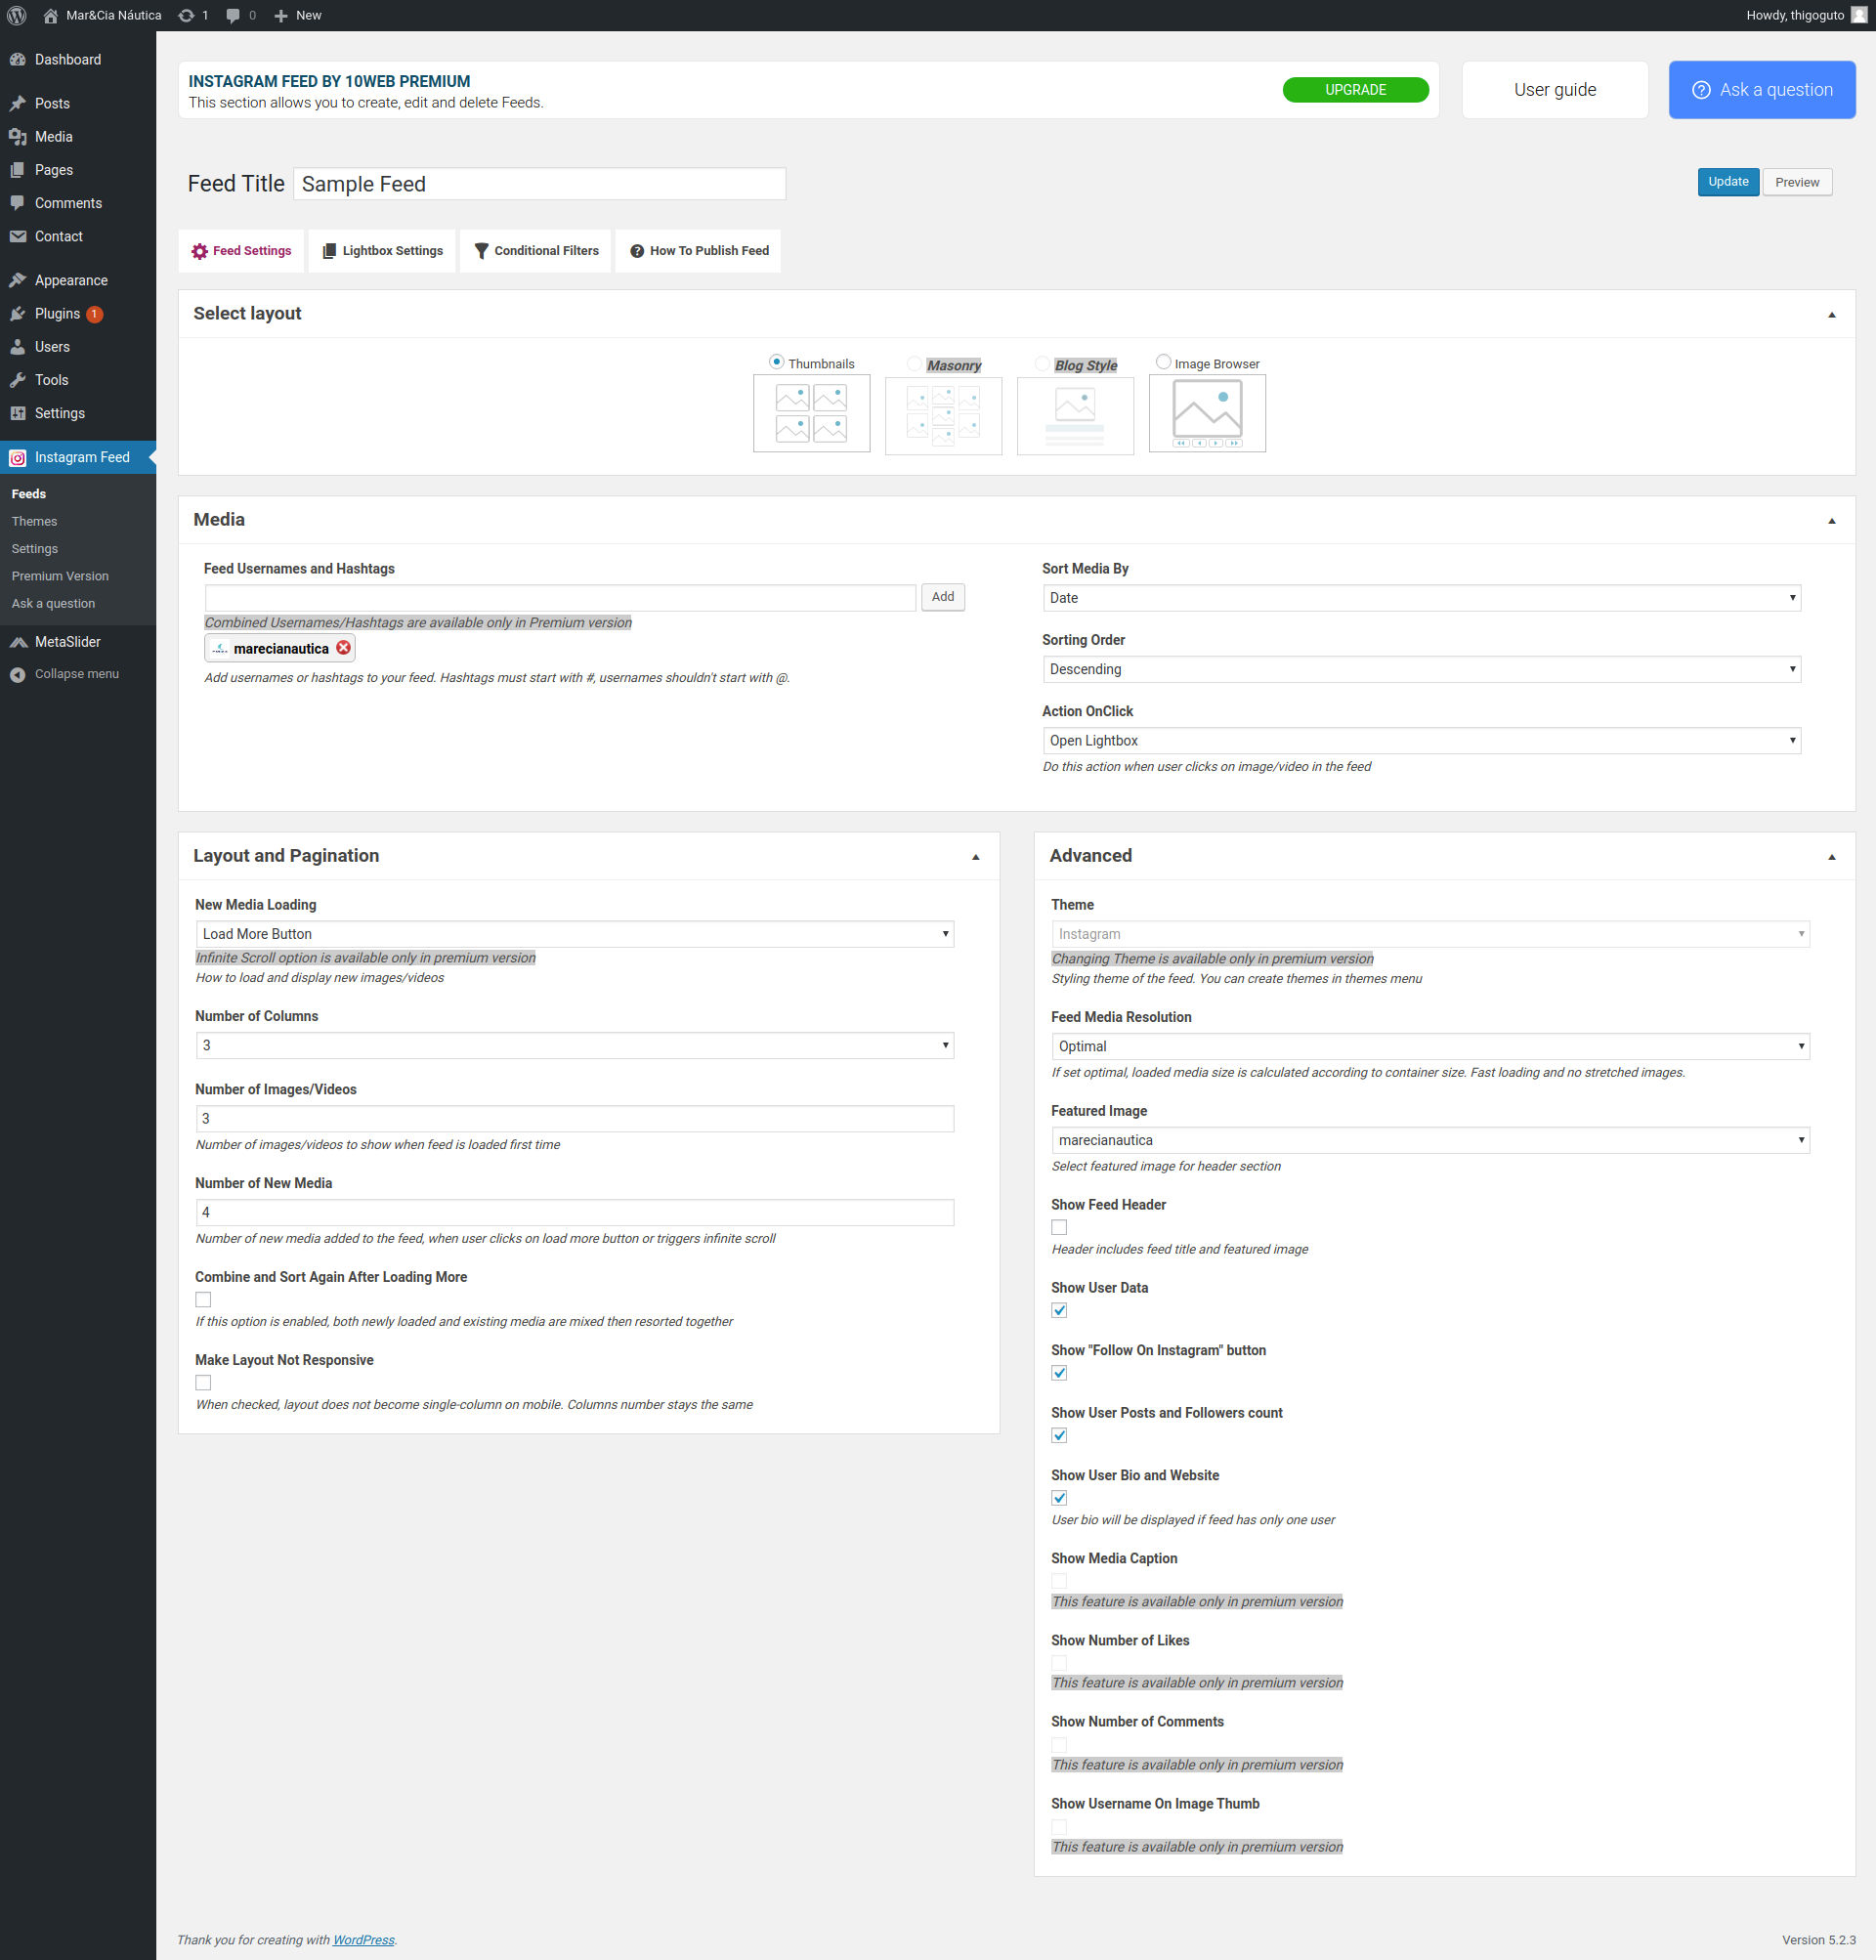 Mar&Cia Náutica 1 0 New Howdy, thigoguto
Dashboard
Posts
Media
Pages
Comments
Contact
Appearance
Plugins 1
Users
Tools
Settings
Instagram Feed
Feeds
Themes
Settings
Premium Version
Ask a question
MetaSlider
Collapse menu
INSTAGRAM FEED BY 10WEB PREMIUM
This section allows you to create, edit and delete Feeds.
UPGRADE
User guide
Ask a question
Feed Title Sample Feed
Update Preview
Feed Settings Lightbox Settings Conditional Filters How To Publish Feed
Select layout
Thumbnails Masonry Blog Style Image Browser
Media
Feed Usernames and Hashtags
Add
Combined Usernames/Hashtags are available only in Premium version
marecianautica
Add usernames or hashtags to your feed. Hashtags must start with #, usernames shouldn't start with @.
Sort Media By
Date
Sorting Order
Descending
Action OnClick
Open Lightbox
Do this action when user clicks on image/video in the feed
Layout and Pagination
New Media Loading
Load More Button
Infinite Scroll option is available only in premium version
How to load and display new images/videos
Number of Columns
3
Number of Images/Videos
3
Number of images/videos to show when feed is loaded first time
Number of New Media
4
Number of new media added to the feed, when user clicks on load more button or triggers infinite scroll
Combine and Sort Again After Loading More
If this option is enabled, both newly loaded and existing media are mixed then resorted together
Make Layout Not Responsive
When checked, layout does not become single-column on mobile. Columns number stays the same
Advanced
Theme
Instagram
Changing Theme is available only in premium version
Styling theme of the feed. You can create themes in themes menu
Feed Media Resolution
Optimal
If set optimal, loaded media size is calculated according to container size. Fast loading and no stretched images.
Featured Image
marecianautica
Select featured image for header section
Show Feed Header
Header includes feed title and featured image
Show User Data
Show "Follow On Instagram" button
Show User Posts and Followers count
Show User Bio and Website
User bio will be displayed if feed has only one user
Show Media Caption
This feature is available only in premium version
Show Number of Likes
This feature is available only in premium version
Show Number of Comments
This feature is available only in premium version
Show Username On Image Thumb
This feature is available only in premium version
Thank you for creating with WordPress.
Version 5.2.3